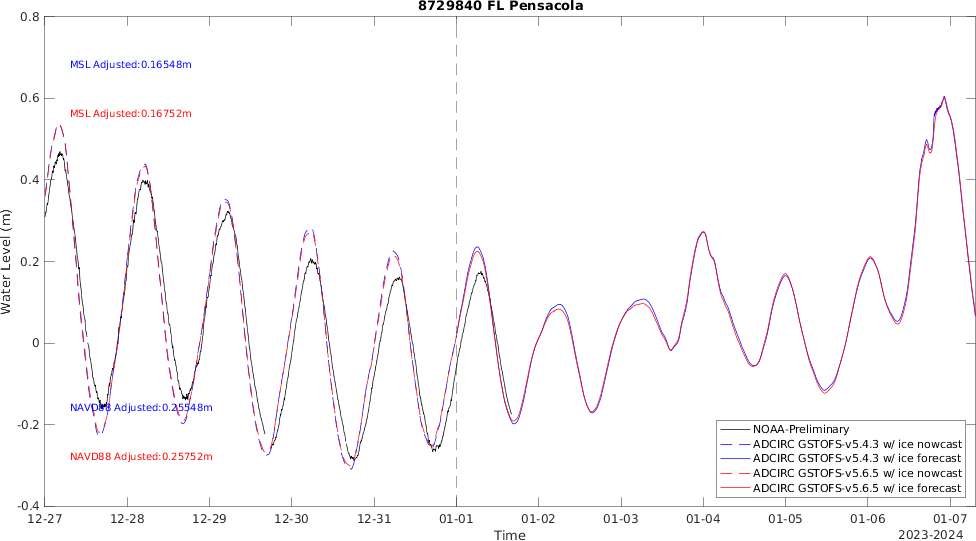 8729840 FL Pensacola
0.8
MSL Adjusted:0.16548m
0.6
MSL Adjusted:0.16752m
0.4
0.2
Water Level (m)
0
NAVD88 Adjusted:0.25548m
-0.2
NOAA-Preliminary
ADCIRC GSTOFS-v5.4.3 w/ ice nowcast
NAVD88 Adjusted:0.25752m
ADCIRC GSTOFS-v5.4.3 w/ ice forecast
ADCIRC GSTOFS-v5.6.5 w/ ice nowcast
ADCIRC GSTOFS-v5.6.5 w/ ice forecast
-0.4
12-27 12-28 12-29 12-30 12-31 01-01 01-02 01-03 01-04 01-05 01-06 01-07
Time
2023-2024